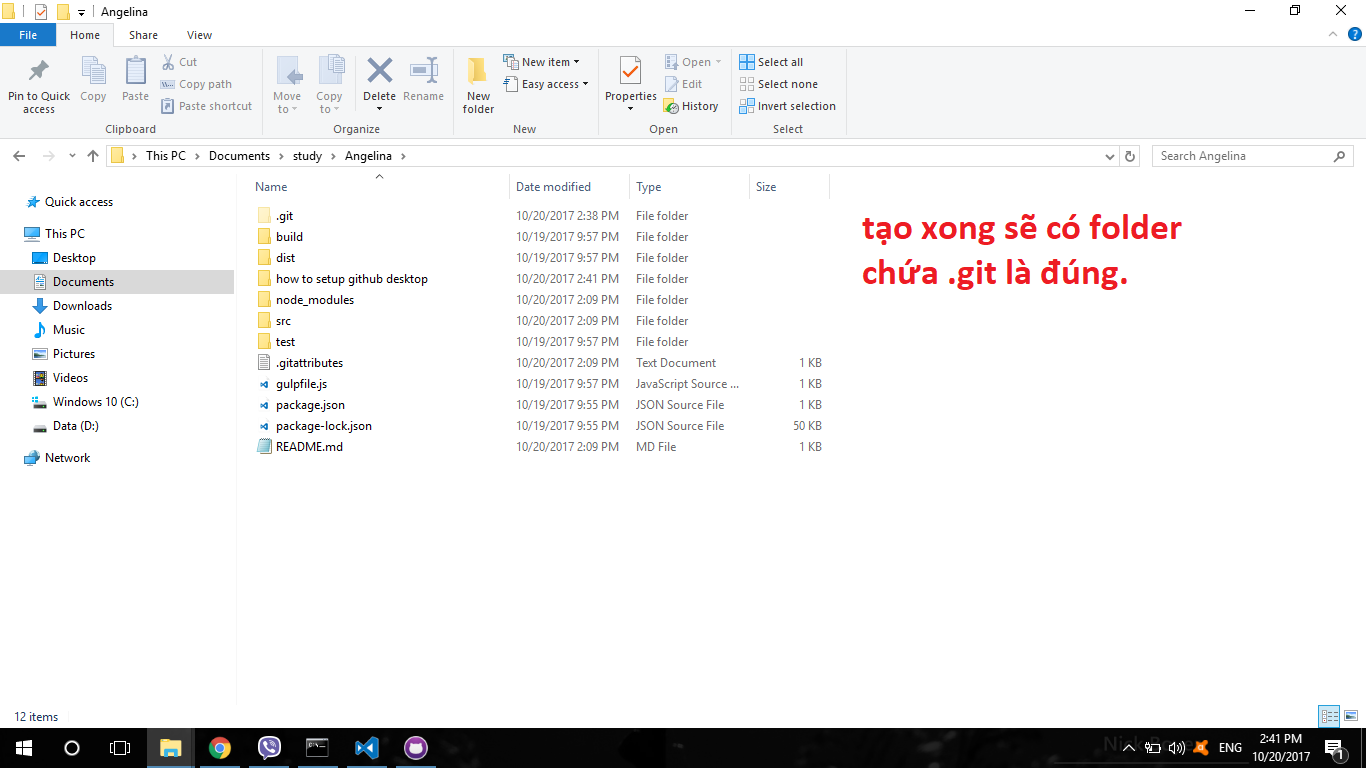 Angelina
File Home Share View
Pin to Quick access
Copy
Paste
Cut
Copy path
Paste shortcut
Clipboard
Move to
Copy to
Delete
Rename
Organize
New folder
New item
Easy access
New
Properties
Open
Edit
History
Open
Select all
Select none
Invert selection
Select
This PC > Documents > study > Angelina >
Search Angelina
Quick access
This PC
Desktop
Documents
Downloads
Music
Pictures
Videos
Windows 10 (C:)
Data (D:)
Network
Name Date modified Type Size
.git 10/20/2017 2:38 PM File folder
build 10/19/2017 9:57 PM File folder
dist 10/19/2017 9:57 PM File folder
how to setup github desktop 10/20/2017 2:41 PM File folder
node_modules 10/20/2017 2:09 PM File folder
src 10/20/2017 2:09 PM File folder
test 10/19/2017 9:57 PM File folder
.gitattributes 10/20/2017 2:09 PM Text Document 1 KB
gulpfile.js 10/19/2017 9:57 PM JavaScript Source ... 1 KB
package.json 10/19/2017 9:55 PM JSON Source File 1 KB
package-lock.json 10/19/2017 9:55 PM JSON Source File 50 KB
README.md 10/20/2017 2:09 PM MD File 1 KB
tạo xong sẽ có folder
chứa .git là đúng.
12 items
ENG
2:41 PM
10/20/2017
1